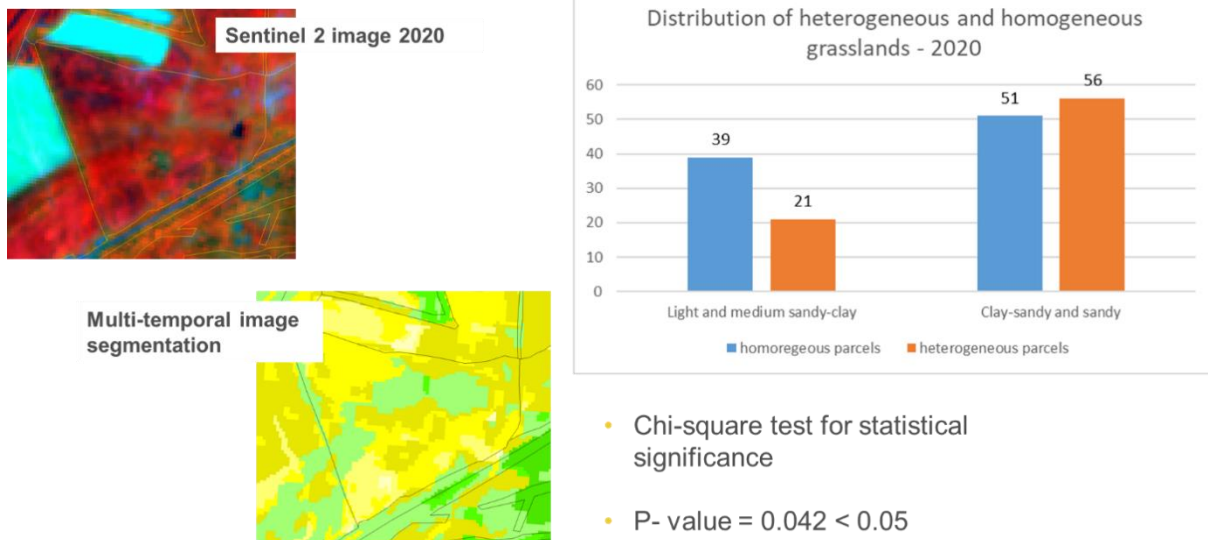 Sentinel 2 image 2020
Multi-temporal image
segmentation
Distribution of heterogeneous and homogeneous
grasslands - 2020
60
50
40
30
20
10
0
39
21
51
56
Light and medium sandy-clay
Clay-sandy and sandy
homoregeous parcels
heterogeneous parcels
• Chi-square test for statistical
significance
• P- value = 0.042 < 0.05